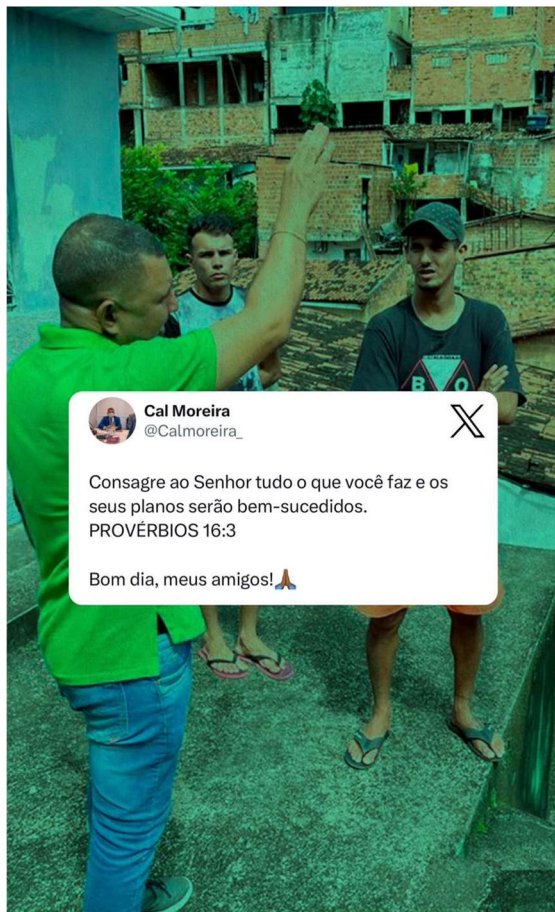 Cal Moreira
@Calmoreira_
Consagre ao Senhor tudo o que você faz e os
seus planos serão bem-sucedidos.
PROVÉRBIOS 16:3
Bom dia, meus amigos!🙏🏾
B O